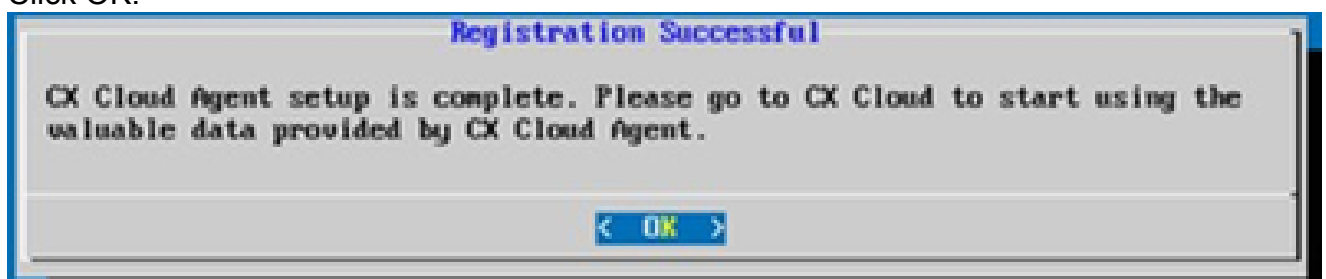 Click OK.
Registration Successful
CX Cloud Agent setup is complete. Please go to CX Cloud to start using the
valuable data provided by CX Cloud Agent.
< OK >